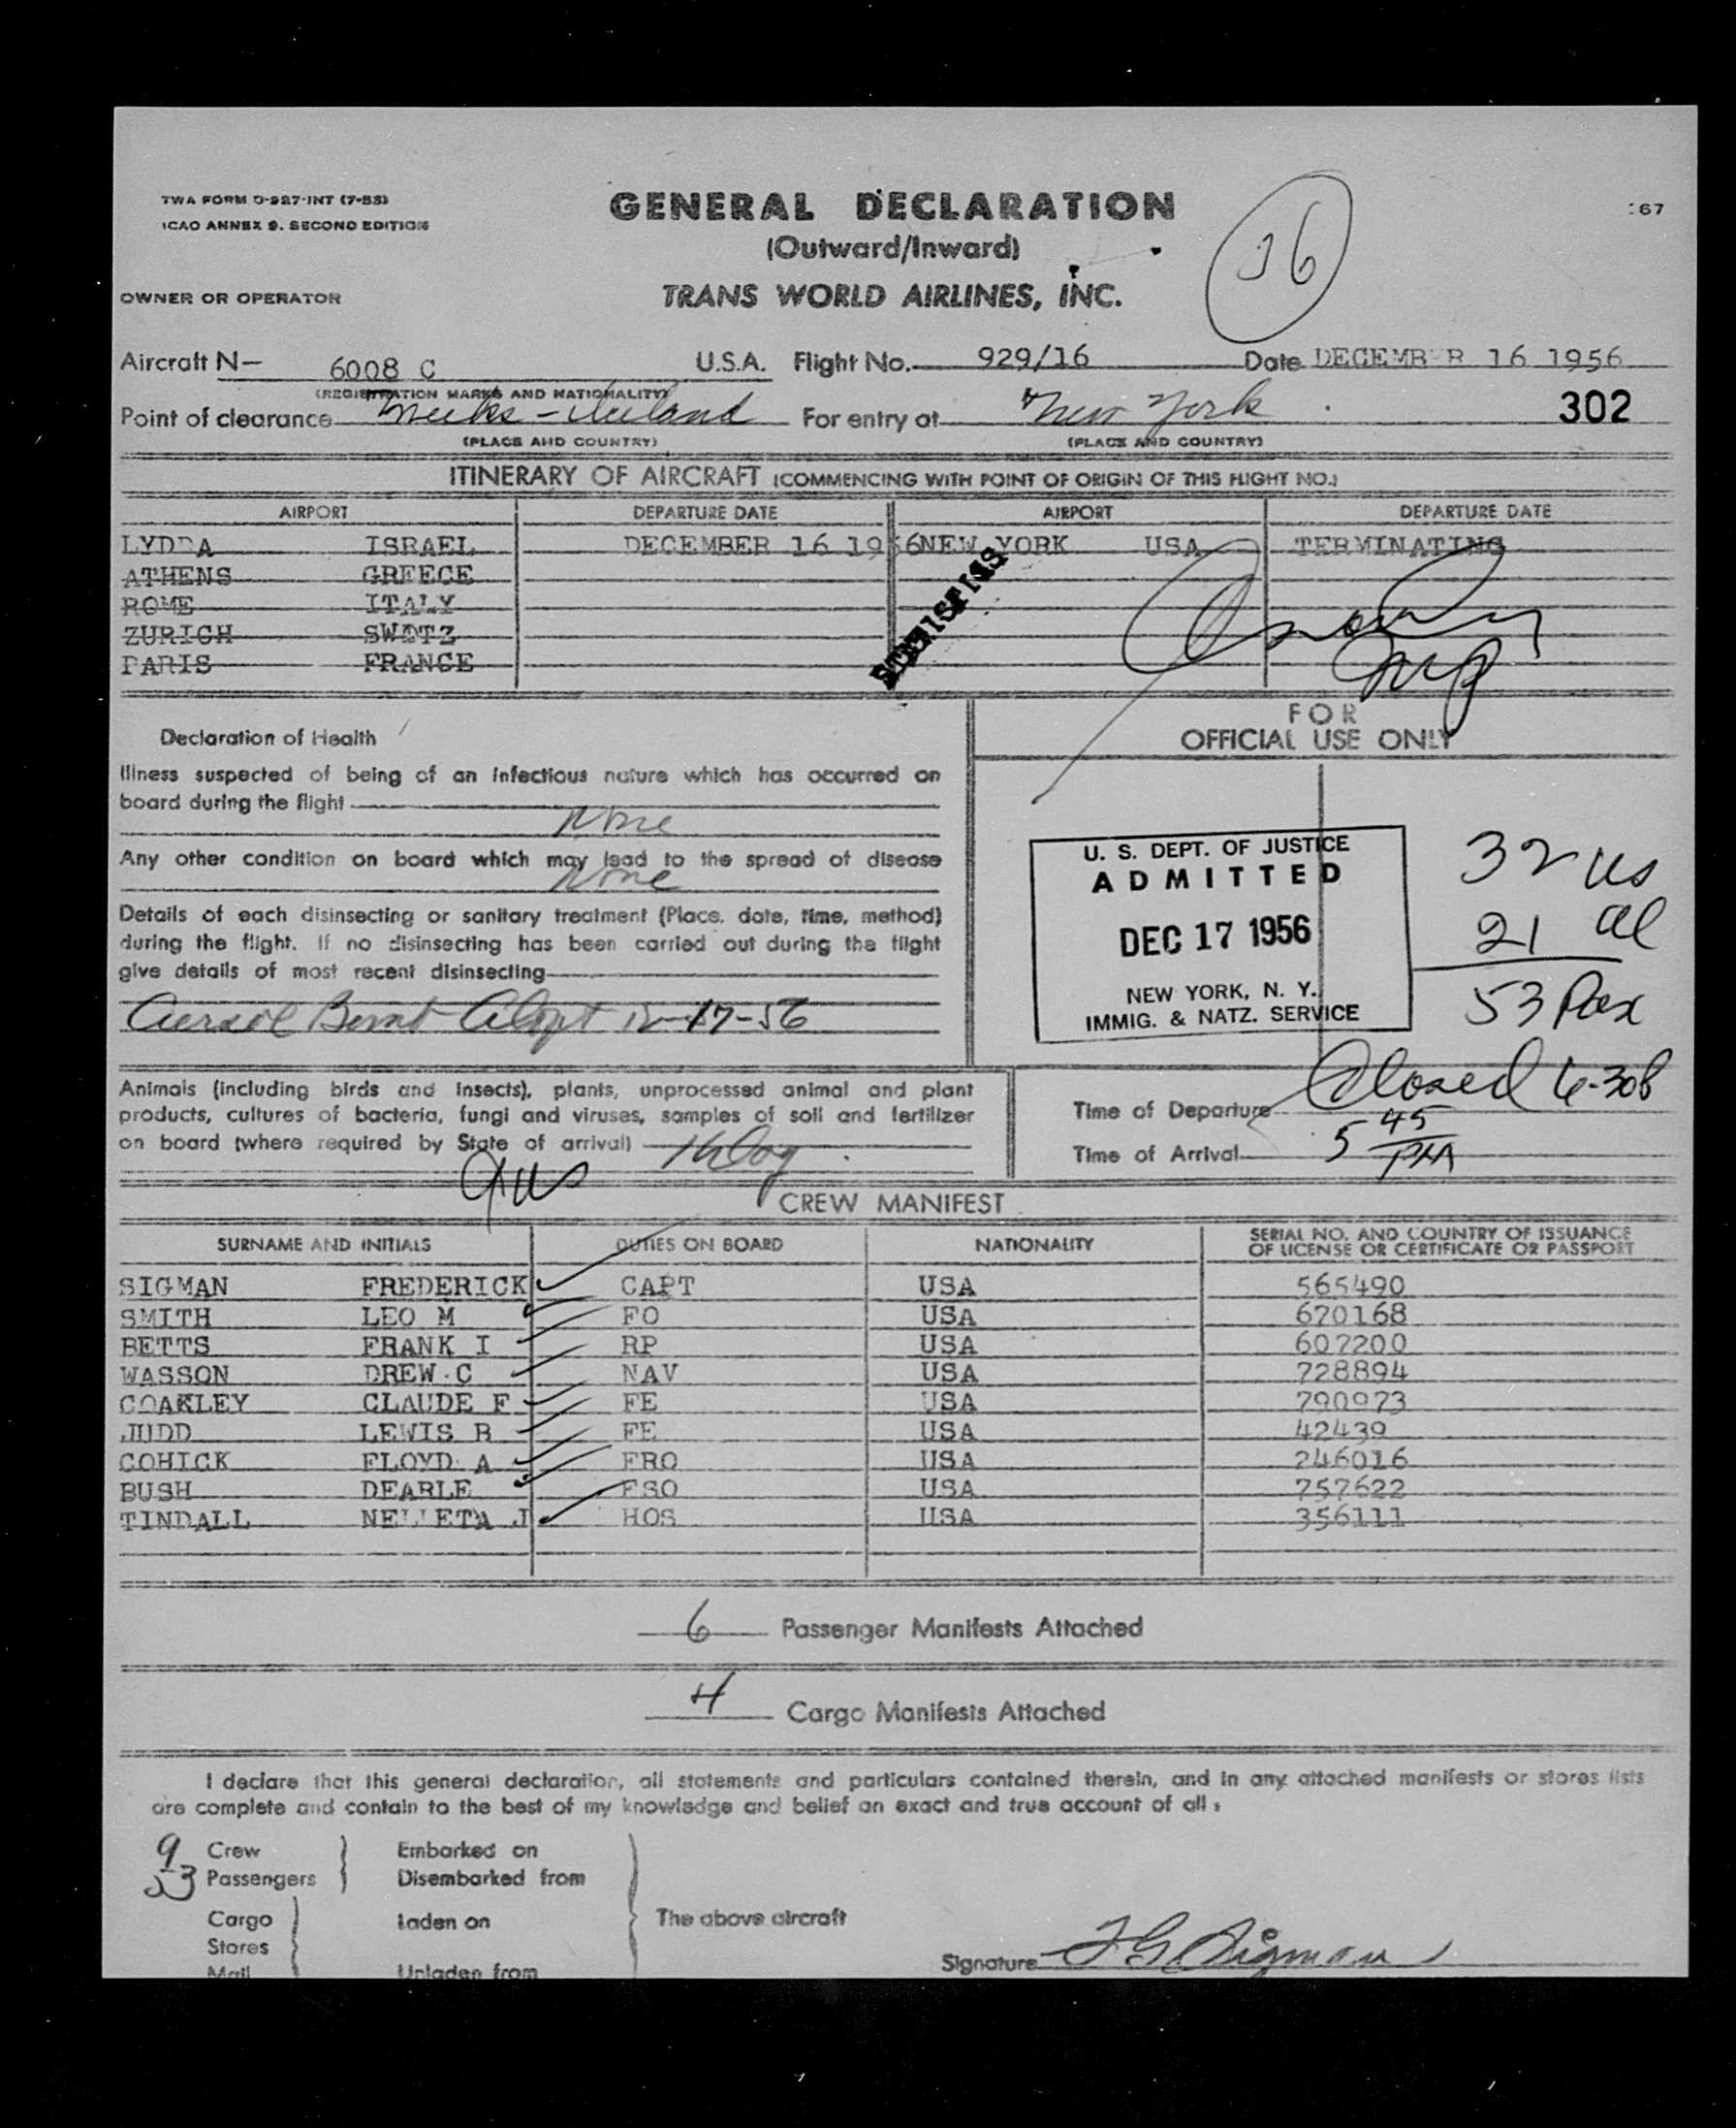 TWA FORM O-927-INT (7-53)
ICAO ANNEX 9. SECOND EDITION
GENERAL DECLARATION
(Outward/Inward)
67
16
OWNER OR OPERATOR
TRANS WORLD AIRLINES, INC.
Aircraft N— 6008 C U.S.A. Flight No. 929/16 Date DECEMBER 16 1956
(REGISTRATION MARKS AND NATIONALITY)
Point of clearance Meeks - Iceland For entry at New York 302
(PLACE AND COUNTRY) (PLACE AND COUNTRY)
ITINERARY OF AIRCRAFT (COMMENCING WITH POINT OF ORIGIN OF THIS FLIGHT NO.)
AIRPORT DEPARTURE DATE AIRPORT DEPARTURE DATE
LYDDA ISRAEL DECEMBER 16 1956 NEW YORK USA TERMINATING
ATHENS GREECE
ROME ITALY
ZURICH SWITZ
PARIS FRANCE
FOR
OFFICIAL USE ONLY
Declaration of Health
Illness suspected of being of an infectious nature which has occurred on
board during the flight
None
Any other condition on board which may lead to the spread of disease
None
Details of each disinsecting or sanitary treatment (Place, date, time, method)
during the flight. If no disinsecting has been carried out during the flight
give details of most recent disinsecting
Aerosol Bomb 12-17-56
U. S. DEPT. OF JUSTICE
ADMITTED
DEC 17 1956
NEW YORK, N. Y.
IMMIG. & NATZ. SERVICE
32 us
21 al
53 Pax
Animals (including birds and insects), plants, unprocessed animal and plant
products, cultures of bacteria, fungi and viruses, samples of soil and fertilizer
on board (where required by State of arrival) 1 Dog
Closed 6-30P
Time of Departure
Time of Arrival 5 45 PM
CREW MANIFEST
SURNAME AND INITIALS DUTIES ON BOARD NATIONALITY SERIAL NO. AND COUNTRY OF ISSUANCE
OF LICENSE OR CERTIFICATE OR PASSPORT
SIGMAN FREDERICK CAPT USA 565490
SMITH LEO M FO USA 670168
BETTS FRANK I RP USA 607200
WASSON DREW C NAV USA 728894
COAKLEY CLAUDE F FE USA 790973
JUDD LEWIS B FE USA 42439
COHICK FLOYD A FRO USA 246016
BUSH DEARLE FSO USA 757622
TINDALL NELLETA J HOS USA 356111
6 Passenger Manifests Attached
4 Cargo Manifests Attached
I declare that this general declaration, all statements and particulars contained therein, and in any attached manifests or stores lists
are complete and contain to the best of my knowledge and belief an exact and true account of all :
9 Crew Embarked on
53 Passengers Disembarked from
Cargo laden on The above aircraft
Stores
Mail Unladen from
Signature F G Sigman